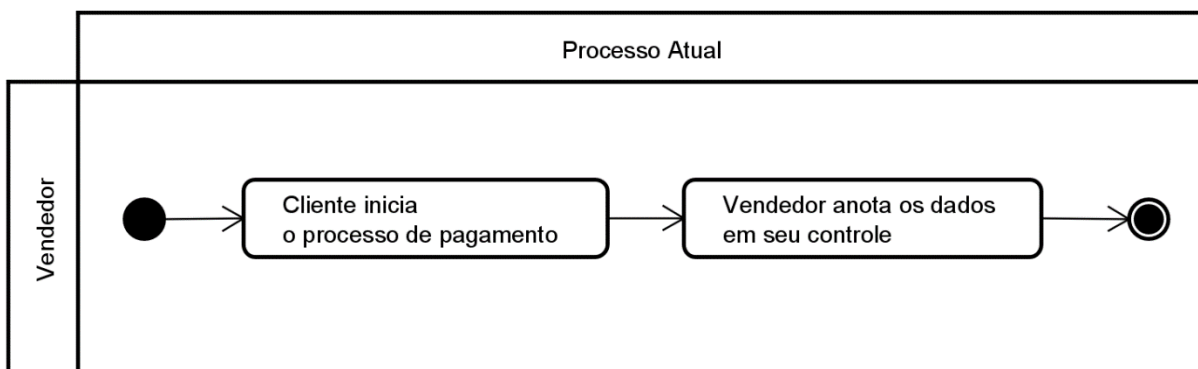 Processo Atual
Vendedor
Cliente inicia
o processo de pagamento
Vendedor anota os dados
em seu controle